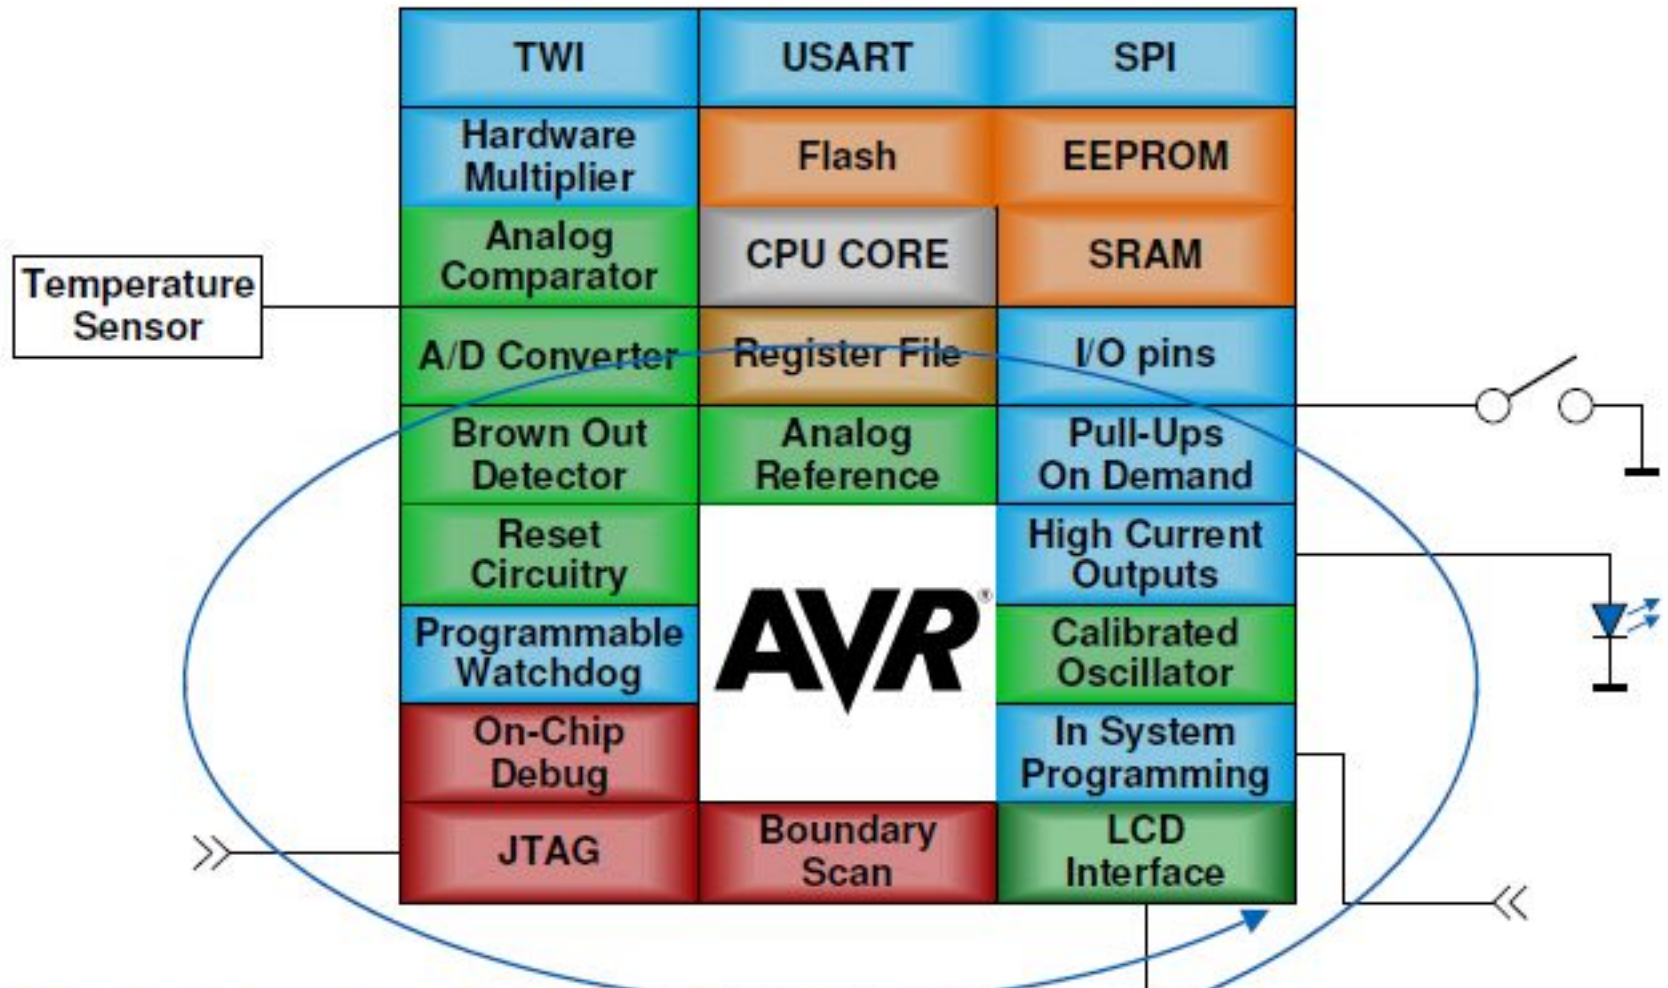 TWI
USART
SPI
Hardware
Multiplier
Flash
EEPROM
Analog
Comparator
CPU CORE
SRAM
Temperature
Sensor
A/D Converter
Register File
I/O pins
Brown Out
Detector
Analog
Reference
Pull-Ups
On Demand
Reset
Circuitry
High Current
Outputs
AVR®
Programmable
Watchdog
Calibrated
Oscillator
On-Chip
Debug
In System
Programming
JTAG
Boundary
Scan
LCD
Interface